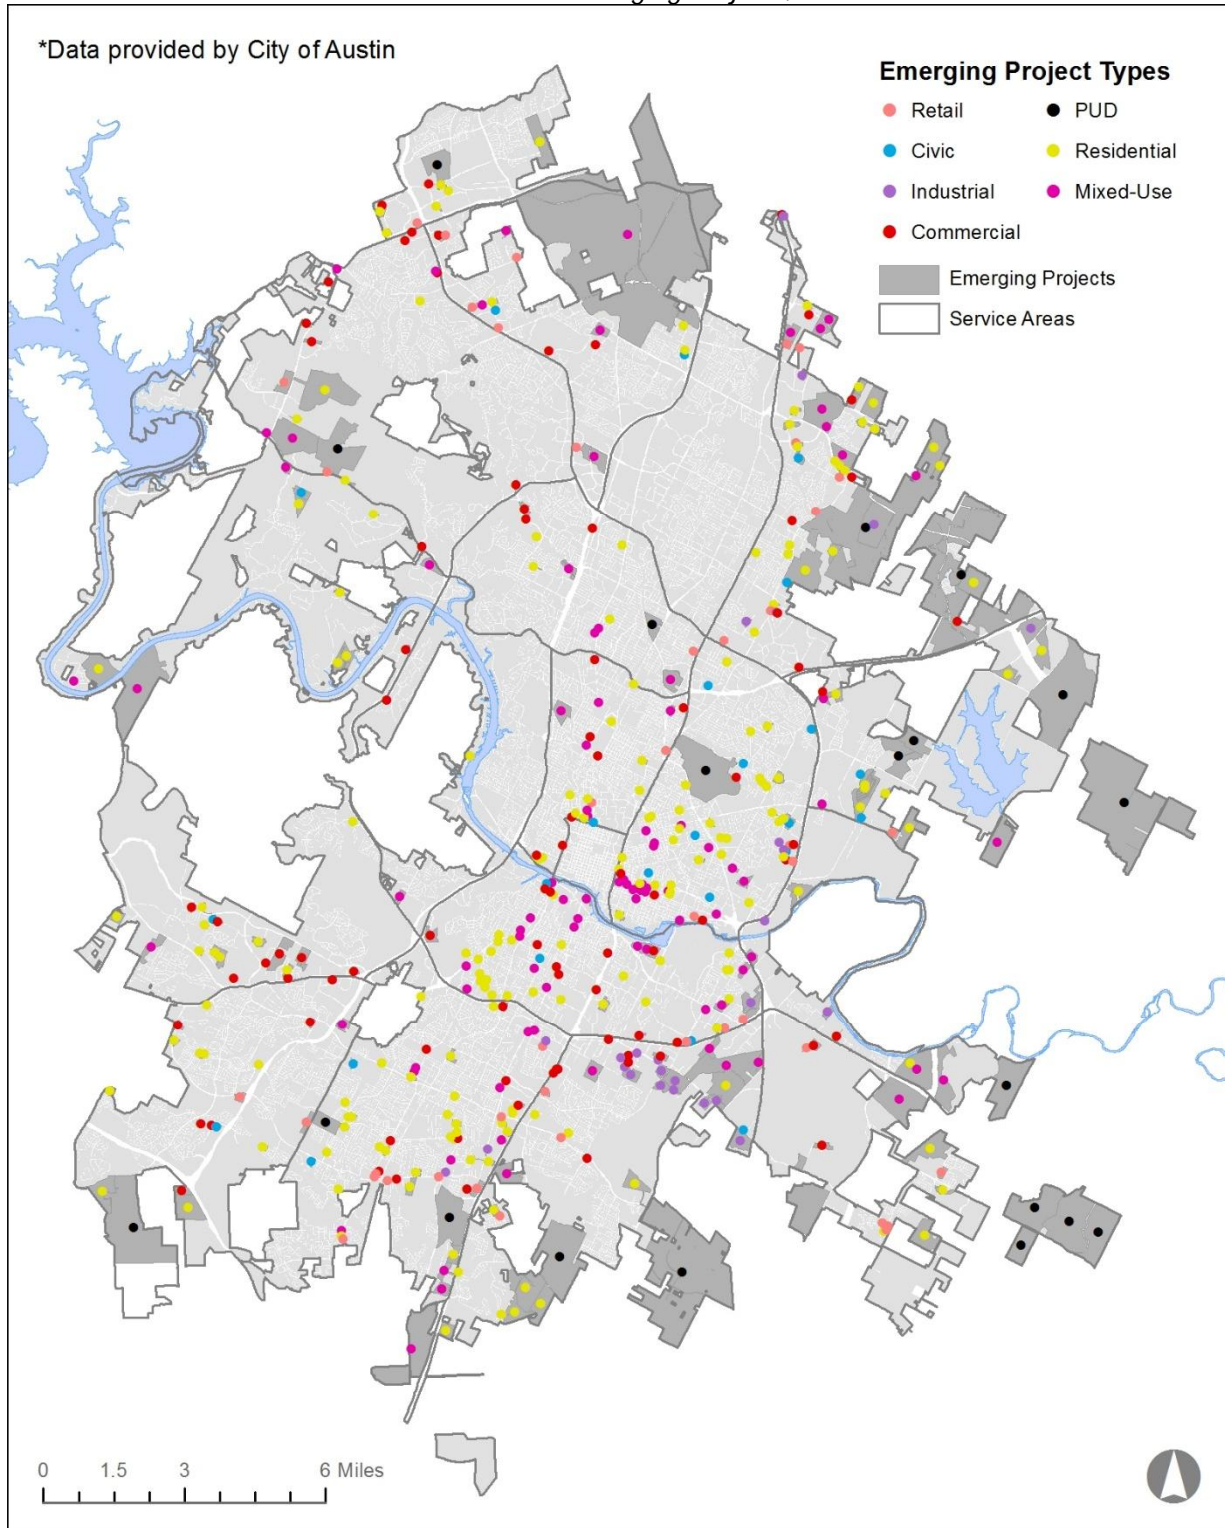 *Data provided by City of Austin
Emerging Project Types
Retail
PUD
Civic
Residential
Industrial
Mixed-Use
Commercial
Emerging Projects
Service Areas
0 1.5 3 6 Miles